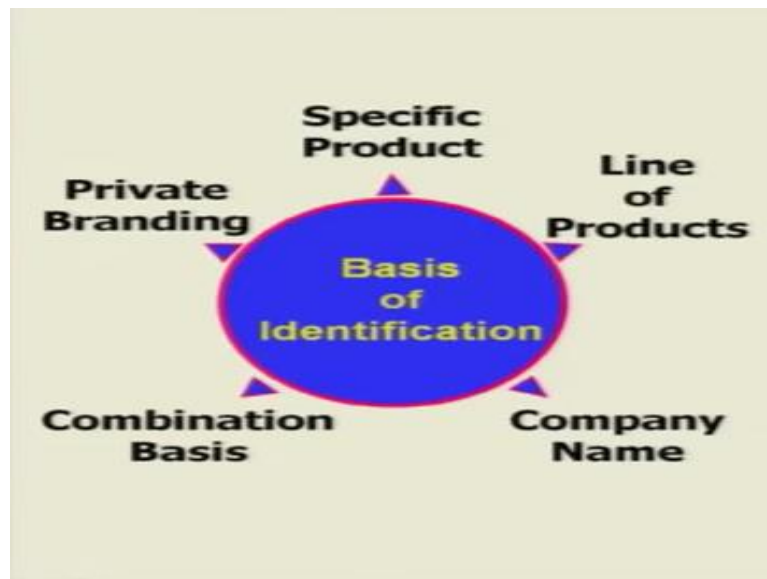 Specific
Product
Line
of
Products
Private
Branding
Basis
of
Identification
Combination
Basis
Company
Name